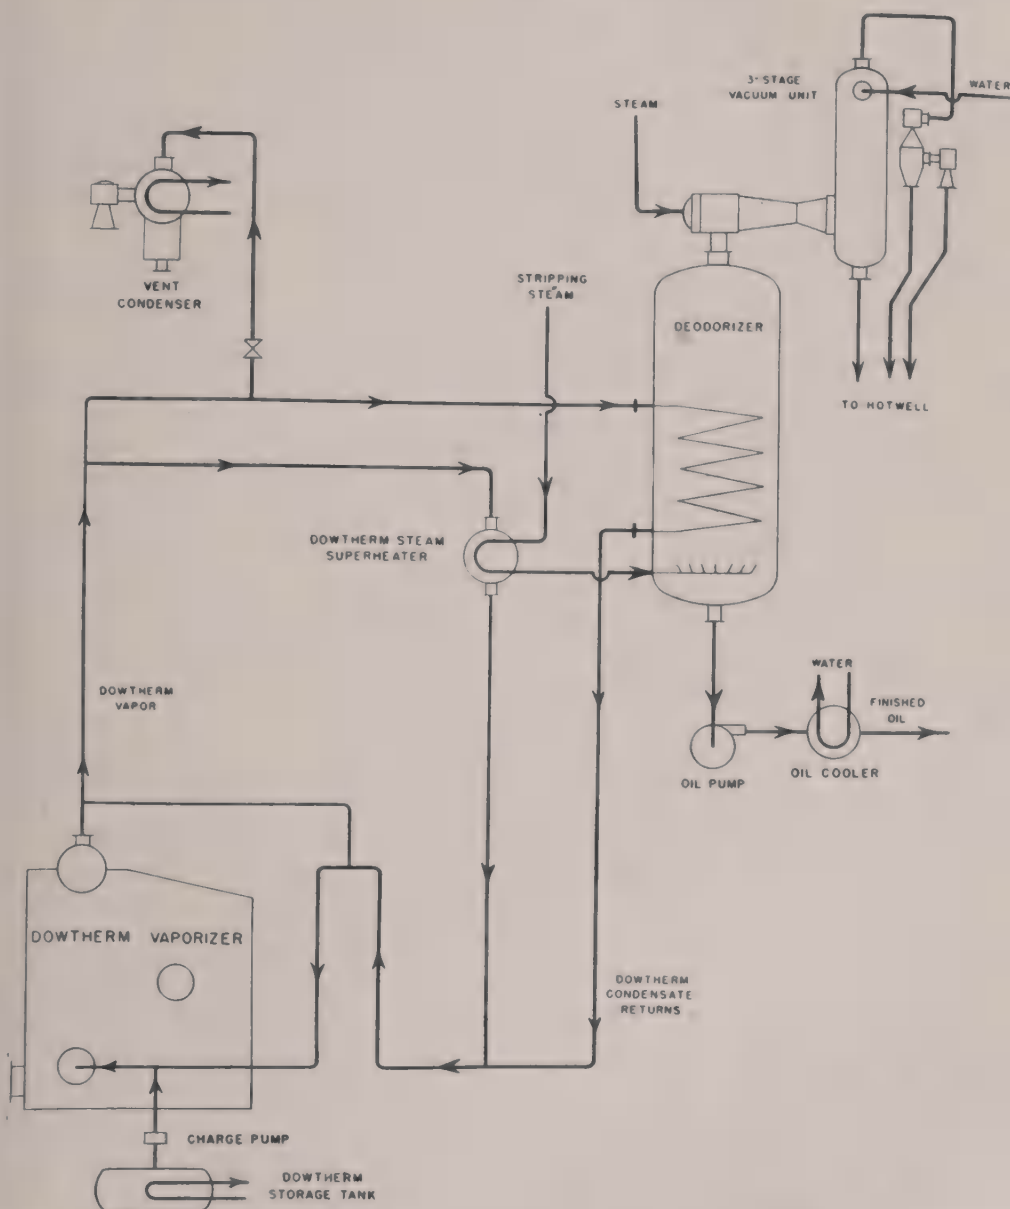 3-STAGE
VACUUM UNIT
WATER
STEAM
VENT
CONDENSER
STRIPPING
STEAM
DEODORIZER
TO HOTWELL
DOWTHERM STEAM
SUPERHEATER
DOWTHERM
VAPOR
WATER
FINISHED
OIL
OIL PUMP
OIL COOLER
DOWTHERM VAPORIZER
DOWTHERM
CONDENSATE
RETURNS
CHARGE PUMP
DOWTHERM
STORAGE TANK